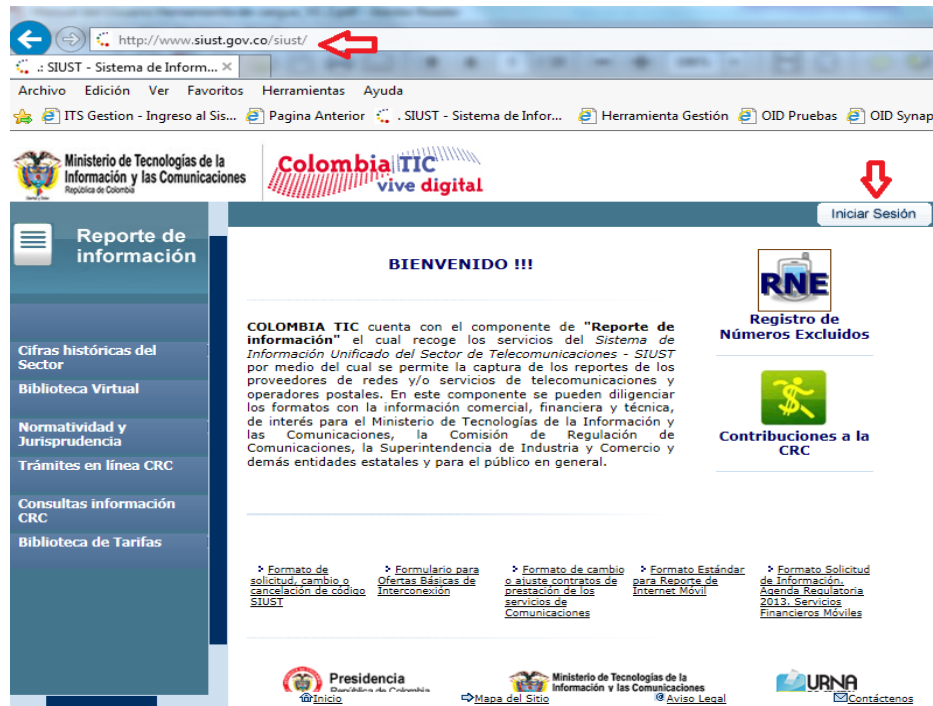 http://www.siust.gov.co/siust/
.: SIUST - Sistema de Inform... ×
Archivo Edición Ver Favoritos Herramientas Ayuda
ITS Gestion - Ingreso al Sis... Pagina Anterior . SIUST - Sistema de Infor... Herramienta Gestión OID Pruebas OID Synap
Ministerio de Tecnologías de la
Información y las Comunicaciones
República de Colombia
Libertad y Orden
Colombia TIC
vive digital
Iniciar Sesión
Reporte de
información
Cifras históricas del
Sector
Biblioteca Virtual
Normatividad y
Jurisprudencia
Trámites en línea CRC
Consultas información
CRC
Biblioteca de Tarifas
BIENVENIDO !!!
COLOMBIA TIC cuenta con el componente de "Reporte de
información" el cual recoge los servicios del Sistema de
Información Unificado del Sector de Telecomunicaciones - SIUST
por medio del cual se permite la captura de los reportes de los
proveedores de redes y/o servicios de telecomunicaciones y
operadores postales. En este componente se pueden diligenciar
los formatos con la información comercial, financiera y técnica,
de interés para el Ministerio de Tecnologías de la Información y
las Comunicaciones, la Comisión de Regulación de
Comunicaciones, la Superintendencia de Industria y Comercio y
demás entidades estatales y para el público en general.
RNE
Registro de
Números Excluidos
Contribuciones a la
CRC
Formato de
solicitud, cambio o
cancelación de código
SIUST
Formulario para
Ofertas Básicas de
Interconexión
Formato de cambio
o ajuste contratos de
prestación de los
servicios de
Comunicaciones
Formato Estándar
para Reporte de
Internet Móvil
Formato Solicitud
de Información.
Agenda Regulatoria
2013. Servicios
Financieros Móviles
Presidencia
República de Colombia
Ministerio de Tecnologías de la
Información y las Comunicaciones
URNA
Inicio
Mapa del Sitio
Aviso Legal
Contáctenos